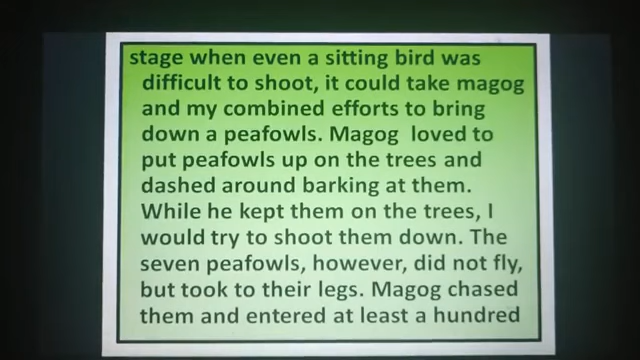 stage when even a sitting bird was
difficult to shoot, it could take magog
and my combined efforts to bring
down a peafowls. Magog loved to
put peafowls up on the trees and
dashed around barking at them.
While he kept them on the trees, I
would try to shoot them down. The
seven peafowls, however, did not fly,
but took to their legs. Magog chased
them and entered at least a hundred